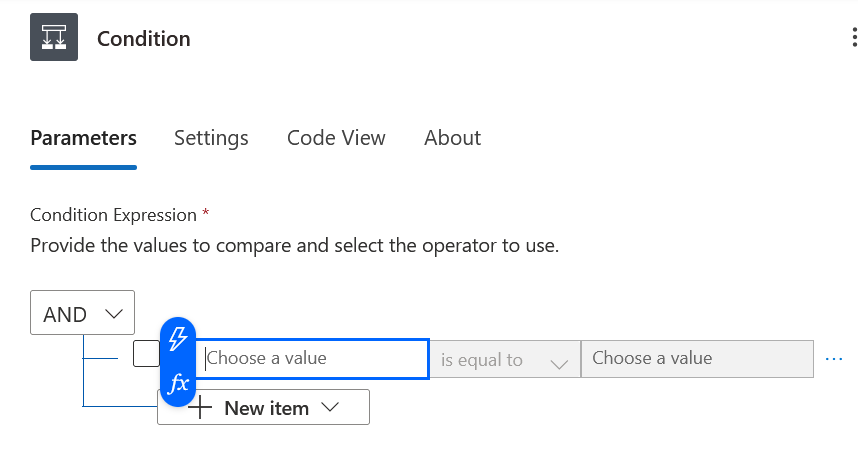 Condition
Parameters Settings Code View About
Condition Expression *
Provide the values to compare and select the operator to use.
AND
Choose a value is equal to Choose a value
fx
New item